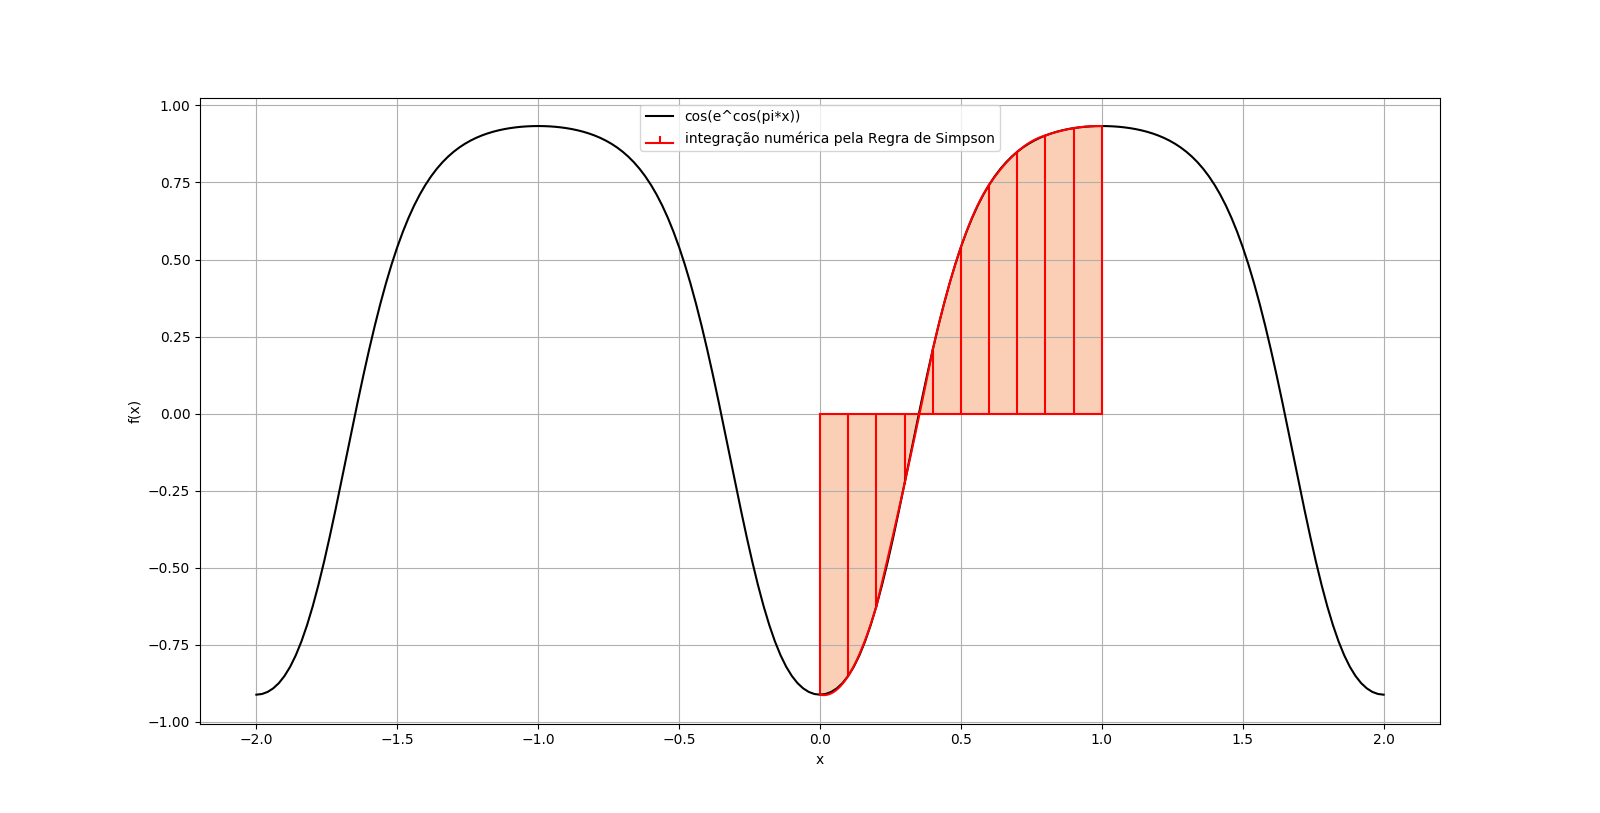 cos(e^cos(pi*x))
integração numérica pela Regra de Simpson
1.00
0.75
0.50
0.25
0.00
−0.25
−0.50
−0.75
−1.00
f(x)
−2.0 −1.5 −1.0 −0.5 0.0 0.5 1.0 1.5 2.0
x